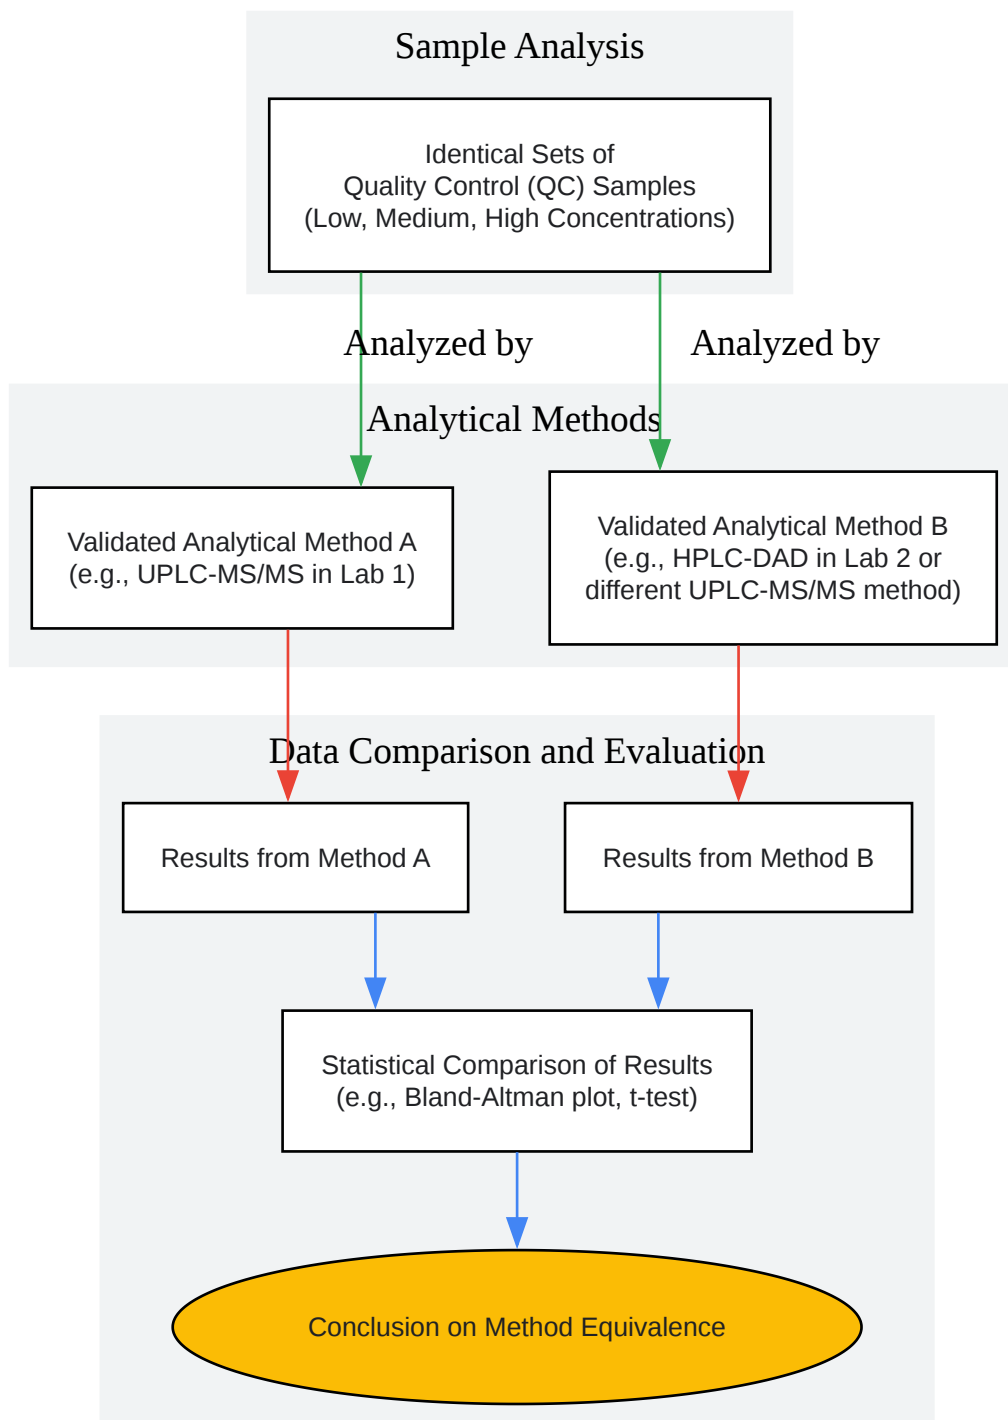 Sample Analysis
Identical Sets of
Quality Control (QC) Samples
(Low, Medium, High Concentrations)
Analyzed by
Analyzed by
Analytical Methods
Validated Analytical Method A
(e.g., UPLC-MS/MS in Lab 1)
Validated Analytical Method B
(e.g., HPLC-DAD in Lab 2 or
different UPLC-MS/MS method)
Data Comparison and Evaluation
Results from Method A
Results from Method B
Statistical Comparison of Results
(e.g., Bland-Altman plot, t-test)
Conclusion on Method Equivalence